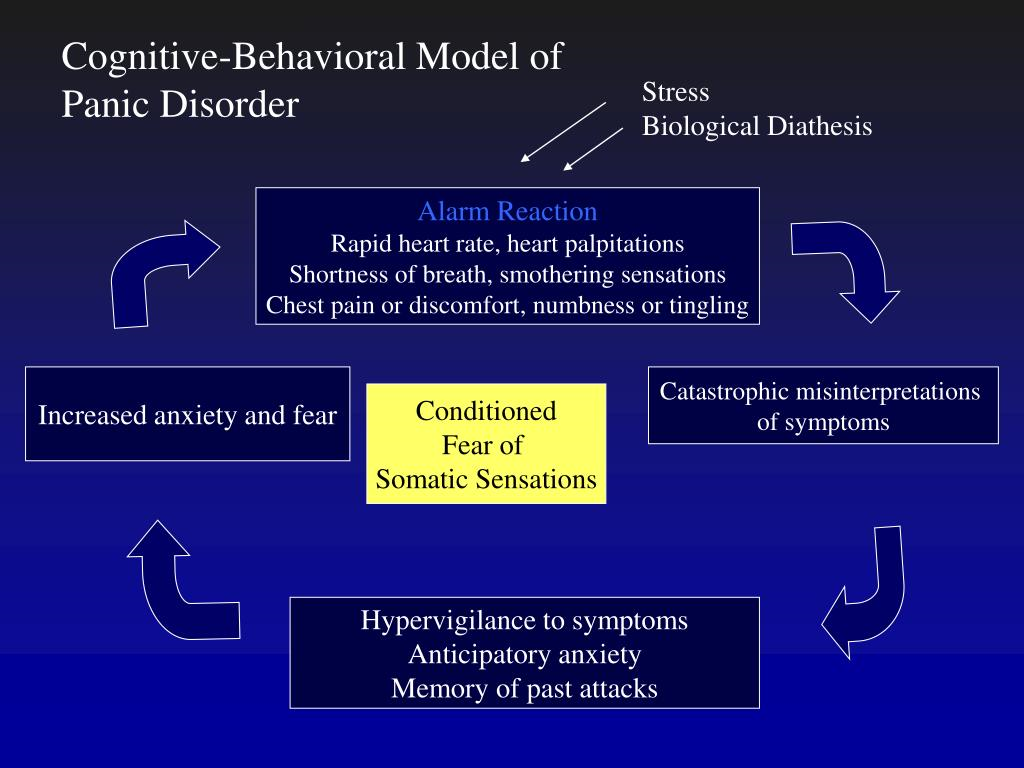 Cognitive-Behavioral Model of
Panic Disorder
Stress
Biological Diathesis
Alarm Reaction
Rapid heart rate, heart palpitations
Shortness of breath, smothering sensations
Chest pain or discomfort, numbness or tingling
Increased anxiety and fear
Conditioned
Fear of
Somatic Sensations
Catastrophic misinterpretations
of symptoms
Hypervigilance to symptoms
Anticipatory anxiety
Memory of past attacks